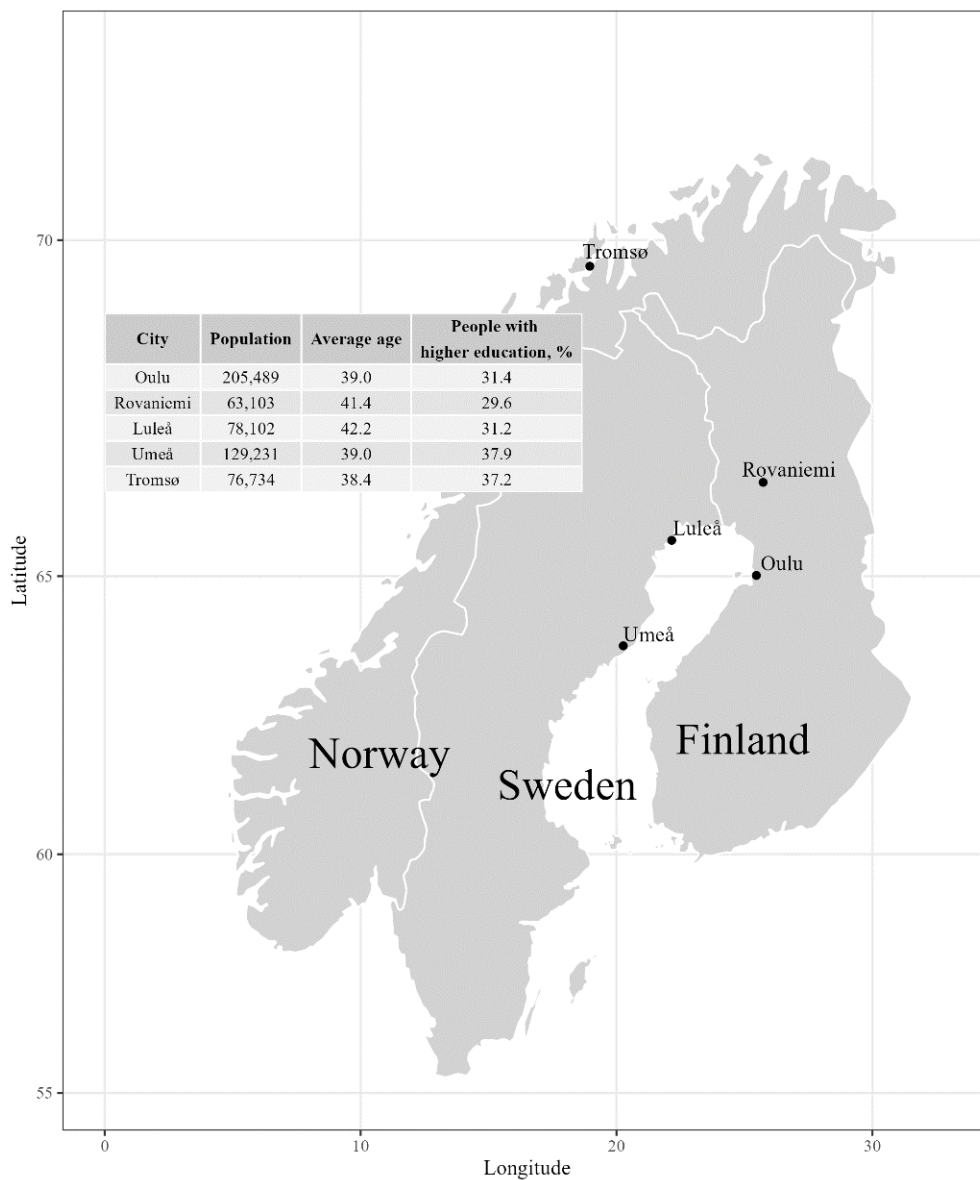 70
Tromsø
City Population Average age People with
higher education, %
Oulu 205,489 39.0 31.4
Rovaniemi 63,103 41.4 29.6
Luleå 78,102 42.2 31.2
Umeå 129,231 39.0 37.9
Tromsø 76,734 38.4 37.2
Rovaniemi
Luleå
Oulu
65
Latitude
Umeå
Norway
Sweden
Finland
60
55
0 10 20 30
Longitude